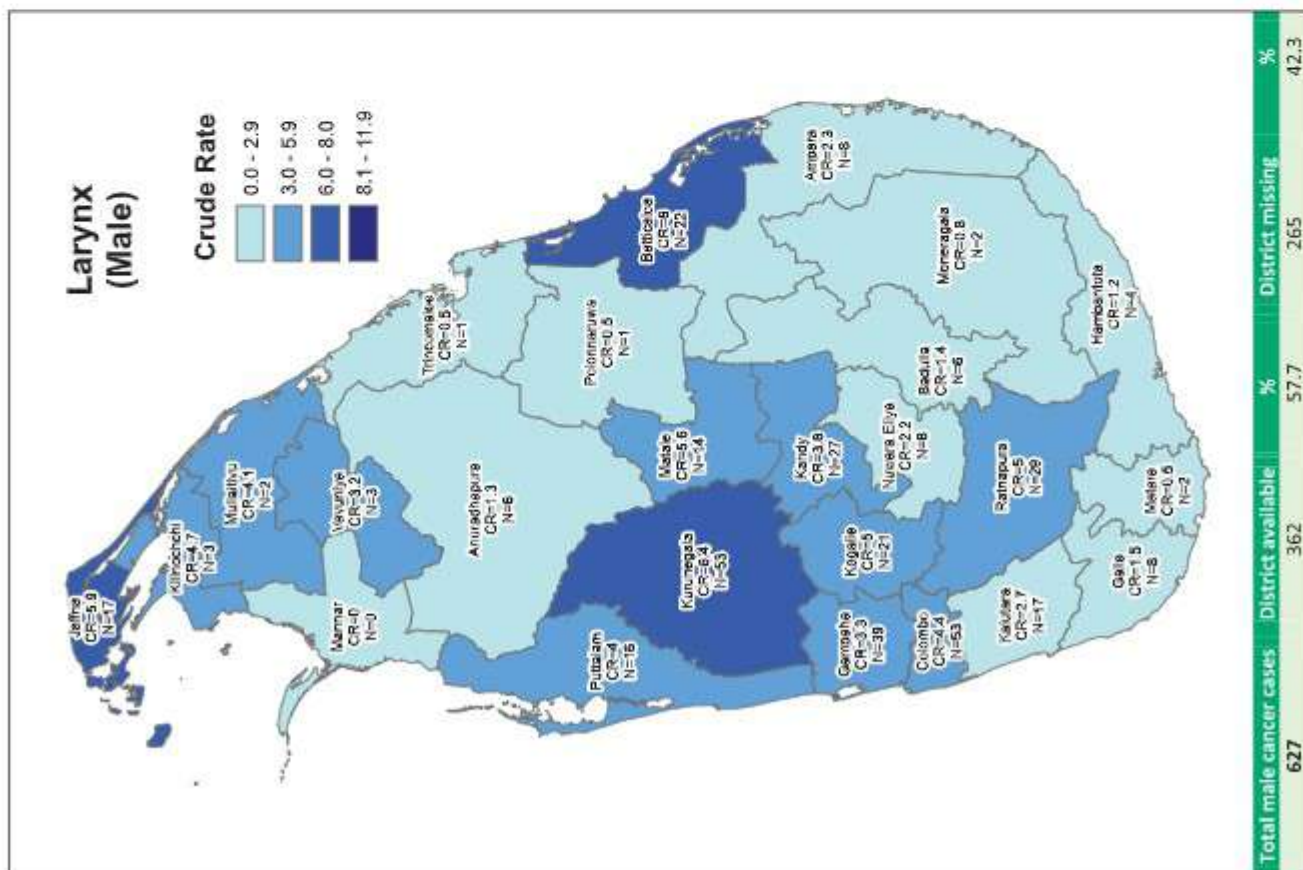 Larynx
(Male)
Crude Rate
0.0 - 2.9
3.0 - 5.9
6.0 - 8.0
8.1 - 11.9
Jaffna
CR=5.9
N=17
Kilinochchi
CR=4.7
N=3
Mullaithivu
CR=4.1
N=2
Vavuniya
CR=3.2
N=3
Mannar
CR=0
N=0
Anuradhapura
CR=1.3
N=6
Trincomalee
CR=0.5
N=1
Polonnaruwa
CR=0.5
N=1
Batticaloa
CR=8
N=22
Puttalam
CR=4
N=16
Kurunegala
CR=6.4
N=53
Matale
CR=5.6
N=14
Ampara
CR=2.3
N=8
Kandy
CR=3.8
N=27
Kegalle
CR=5
N=21
Gampaha
CR=3.3
N=39
Nuwara Eliya
CR=2.2
N=8
Badulla
CR=1.4
N=6
Moneragala
CR=0.8
N=2
Colombo
CR=4.4
N=53
Kalutara
CR=2.7
N=17
Ratnapura
CR=5
N=29
Galle
CR=1.5
N=8
Matara
CR=0.5
N=2
Hambantota
CR=1.2
N=4
Total male cancer cases District available % District missing %
627 362 57.7 265 42.3